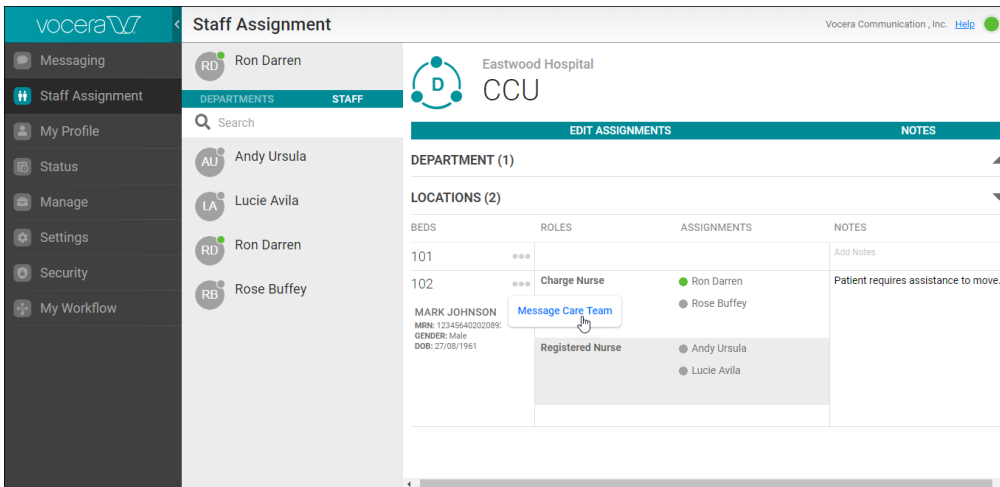 vocera
Staff Assignment
Vocera Communication , Inc. Help
Messaging
Staff Assignment
My Profile
Status
Manage
Settings
Security
My Workflow
RD Ron Darren
DEPARTMENTS STAFF
Search
AU Andy Ursula
LA Lucie Avila
RD Ron Darren
RB Rose Buffey
D
Eastwood Hospital
CCU
EDIT ASSIGNMENTS NOTES
DEPARTMENT (1)
LOCATIONS (2)
BEDS ROLES ASSIGNMENTS NOTES
101 Add Notes
102 Charge Nurse Ron Darren Patient requires assistance to move.
Rose Buffey
MARK JOHNSON Message Care Team
MRN: 12345640202089
GENDER: Male
DOB: 27/08/1961
Registered Nurse Andy Ursula
Lucie Avila